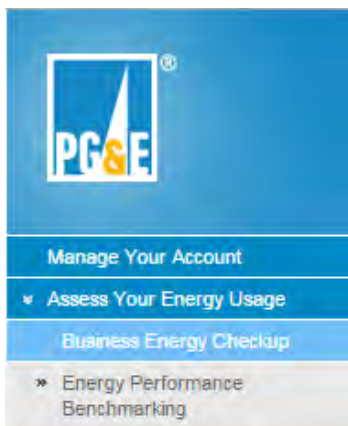 PG&E®
Manage Your Account
Assess Your Energy Usage
Business Energy Checkup
» Energy Performance
Benchmarking